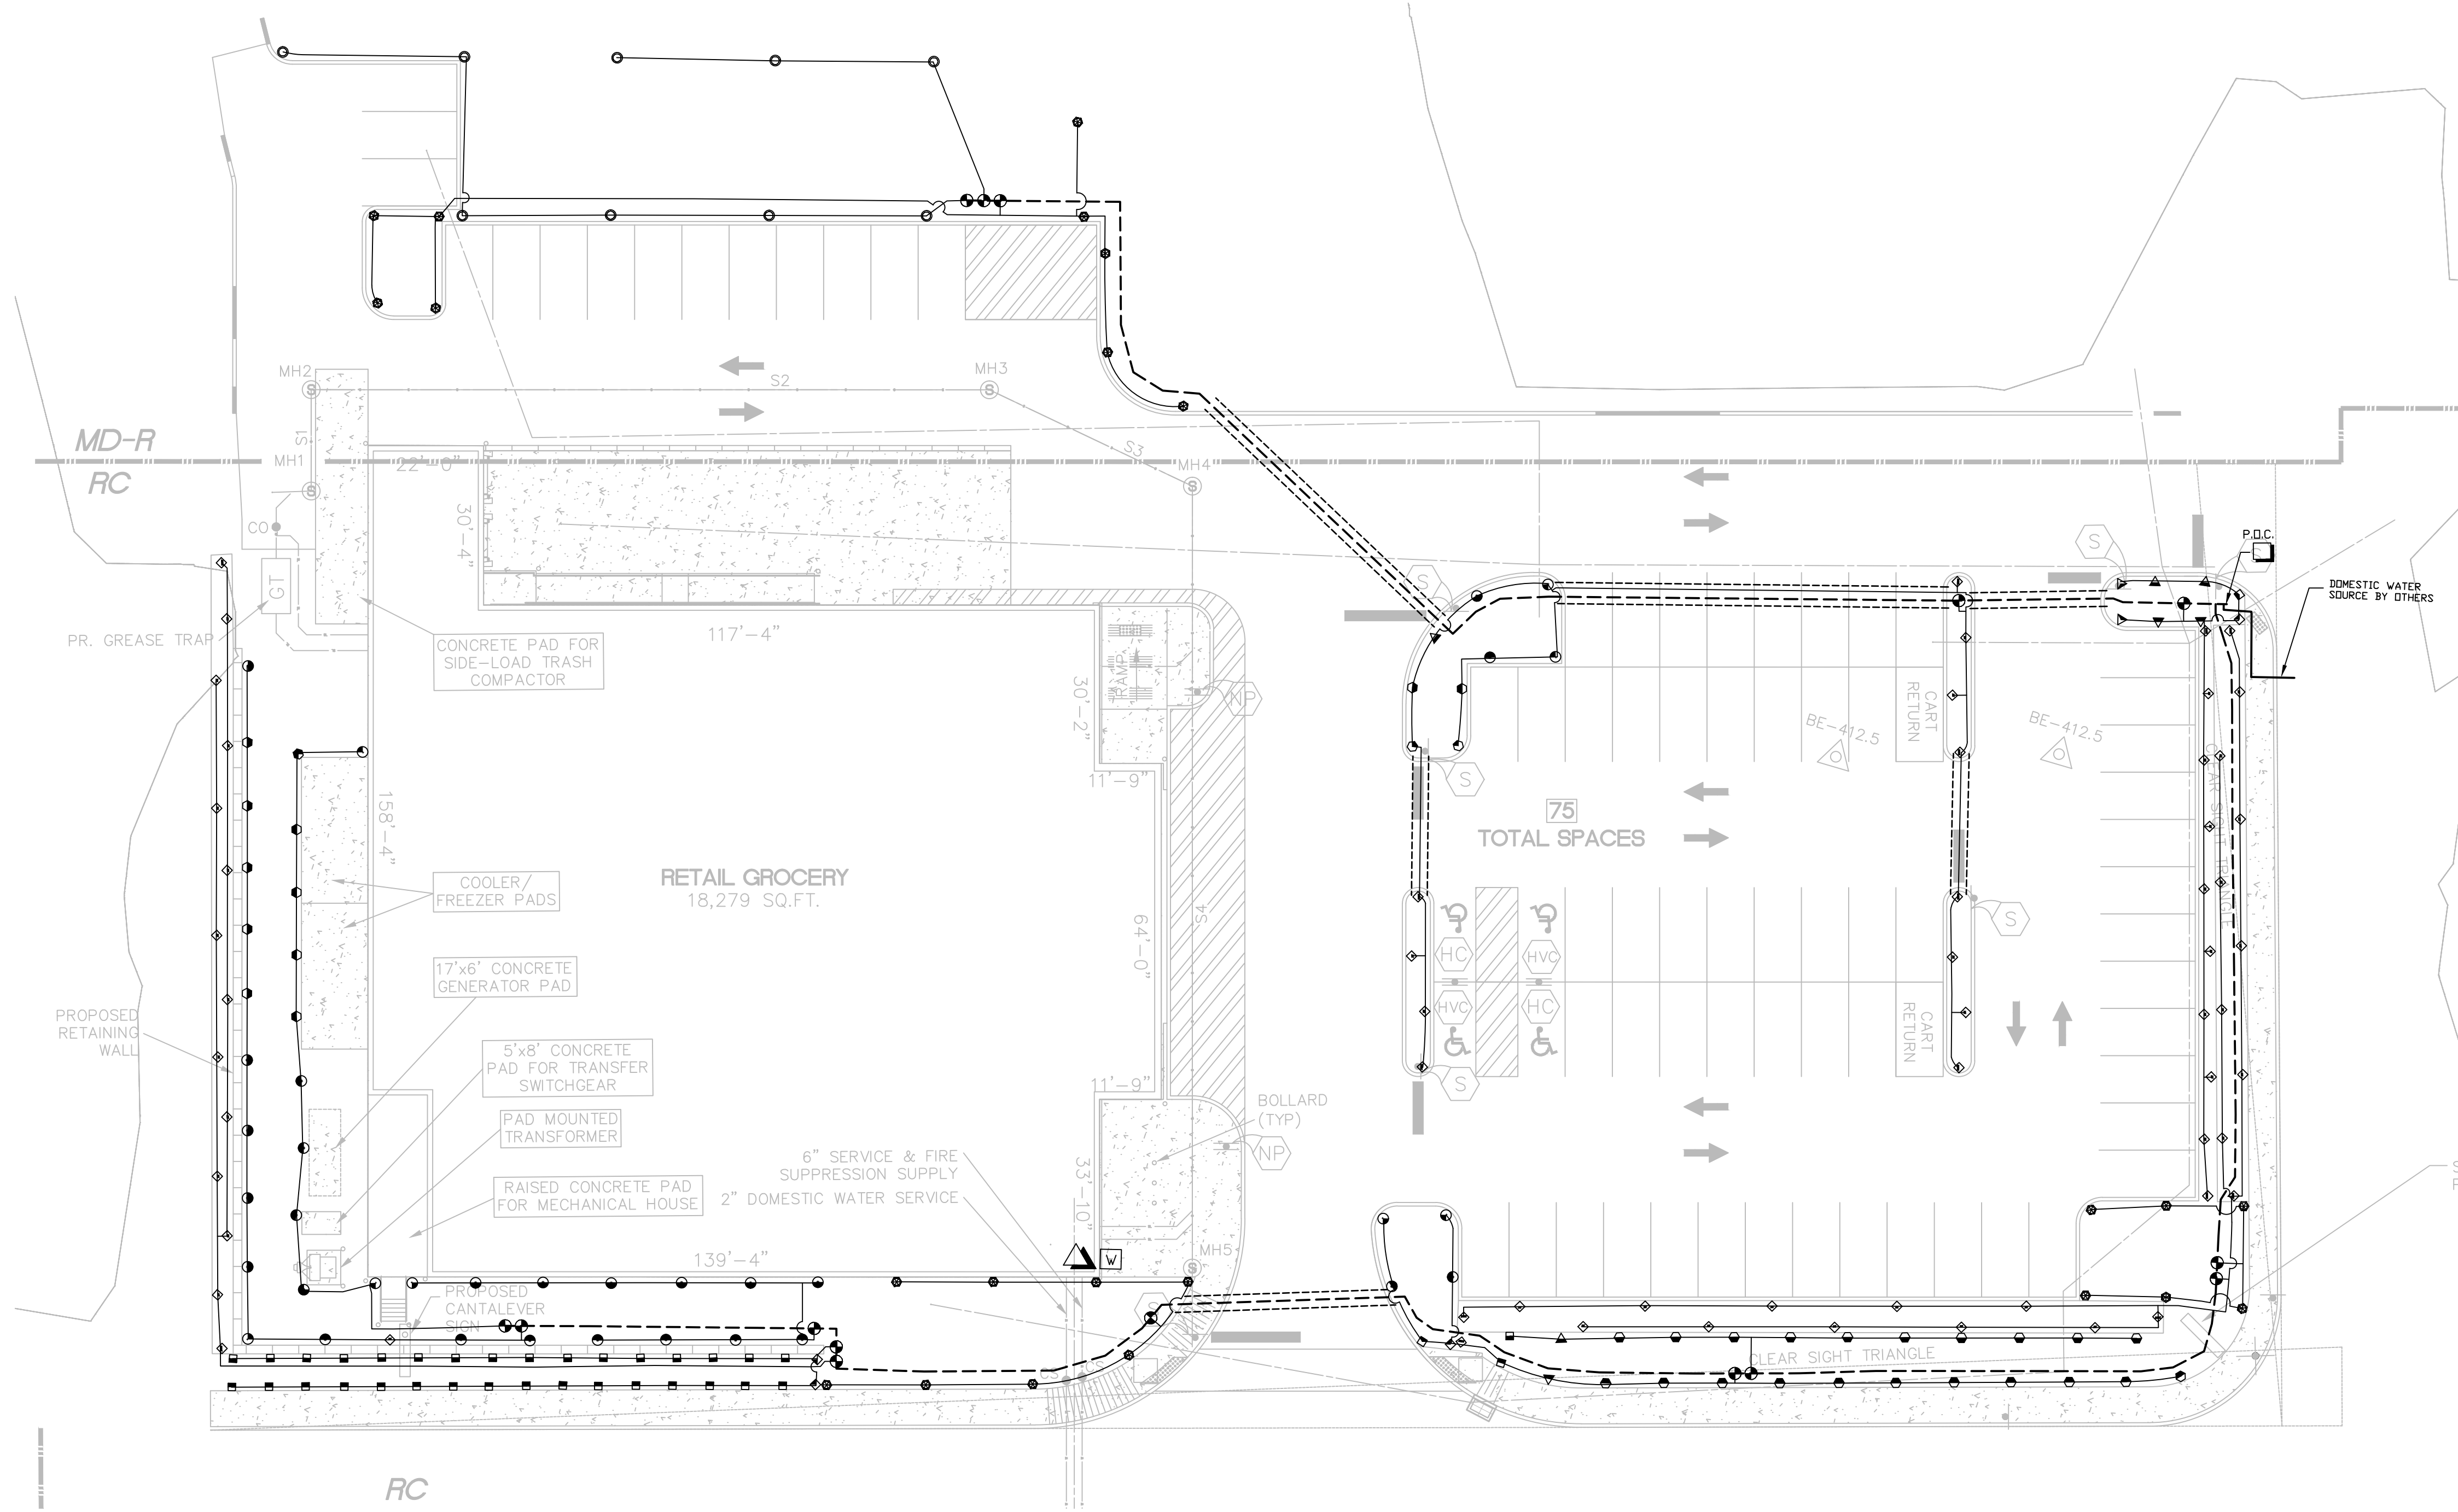 MH2
S2
MH3
MD-R
RC
S1
MH1
22'-0"
S3
MH4
CO
GT
30'-4"
PR. GREASE TRAP
CONCRETE PAD FOR
SIDE-LOAD TRASH
COMPACTOR
117'-4"
RAMP
30'-2"
NP
11'-9"
S
S
S
P.O.C.
DOMESTIC WATER
SOURCE BY OTHERS
CART
RETURN
BE-412.5
BE-412.5
CLEAR SIGHT TRIANGLE
158'-4"
75
TOTAL SPACES
COOLER/
FREEZER PADS
RETAIL GROCERY
18,279 SQ.FT.
64'-0"
S4
HC
HVC
HVC
HC
S
S
CART
RETURN
17'x6' CONCRETE
GENERATOR PAD
PROPOSED
RETAINING
WALL
5'x8' CONCRETE
PAD FOR TRANSFER
SWITCHGEAR
PAD MOUNTED
TRANSFORMER
11'-9"
BOLLARD
(TYP)
NP
6" SERVICE & FIRE
SUPPRESSION SUPPLY
2" DOMESTIC WATER SERVICE
33'-10"
RAISED CONCRETE PAD
FOR MECHANICAL HOUSE
139'-4"
W
MH5
PROPOSED
CANTALEVER
SIGN
CS
CS
CLEAR SIGHT TRIANGLE
RC